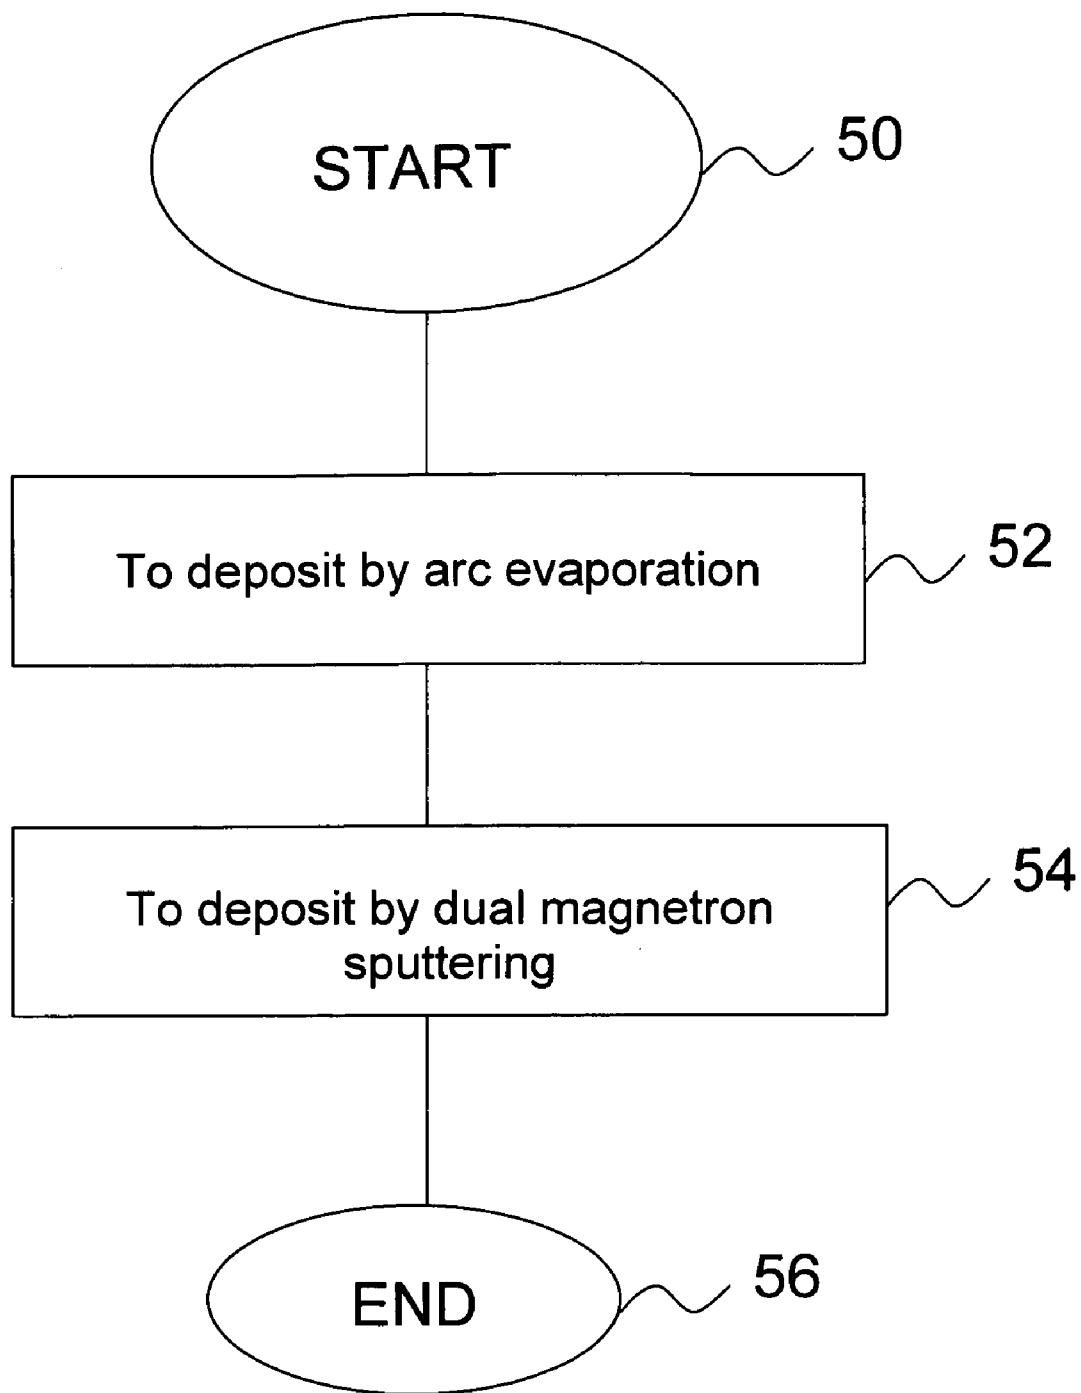 START
50
To deposit by arc evaporation
52
To deposit by dual magnetron
sputtering
54
END
56